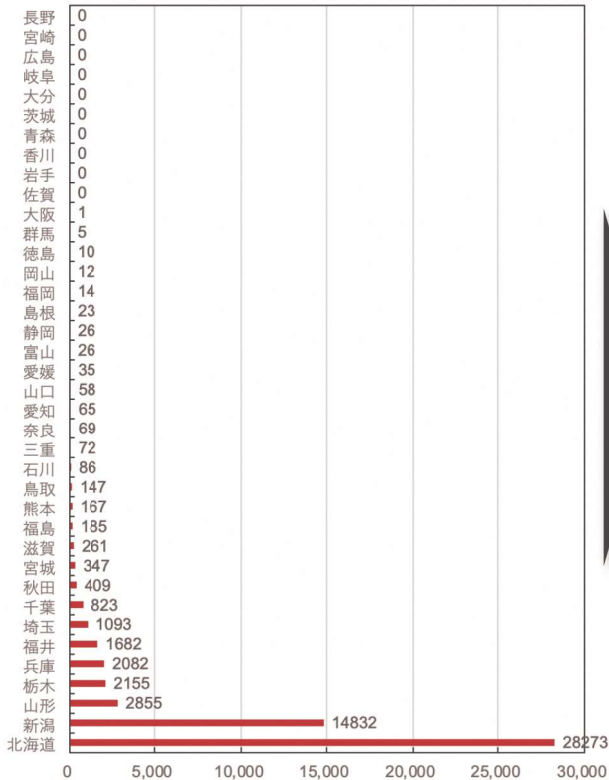 長野 0
宮崎 0
広島 0
岐阜 0
大分 0
茨城 0
青森 0
香川 0
岩手 0
佐賀 0
大阪 1
群馬 5
徳島 10
岡山 12
福岡 14
島根 23
静岡 26
富山 26
愛媛 35
山口 58
愛知 65
奈良 69
三重 72
石川 86
鳥取 147
熊本 167
福島 185
滋賀 261
宮城 347
秋田 409
千葉 823
埼玉 1093
福井 1682
兵庫 2082
栃木 2155
山形 2855
新潟 14832
北海道 28273
0 5,000 10,000 15,000 20,000 25,000 30,000